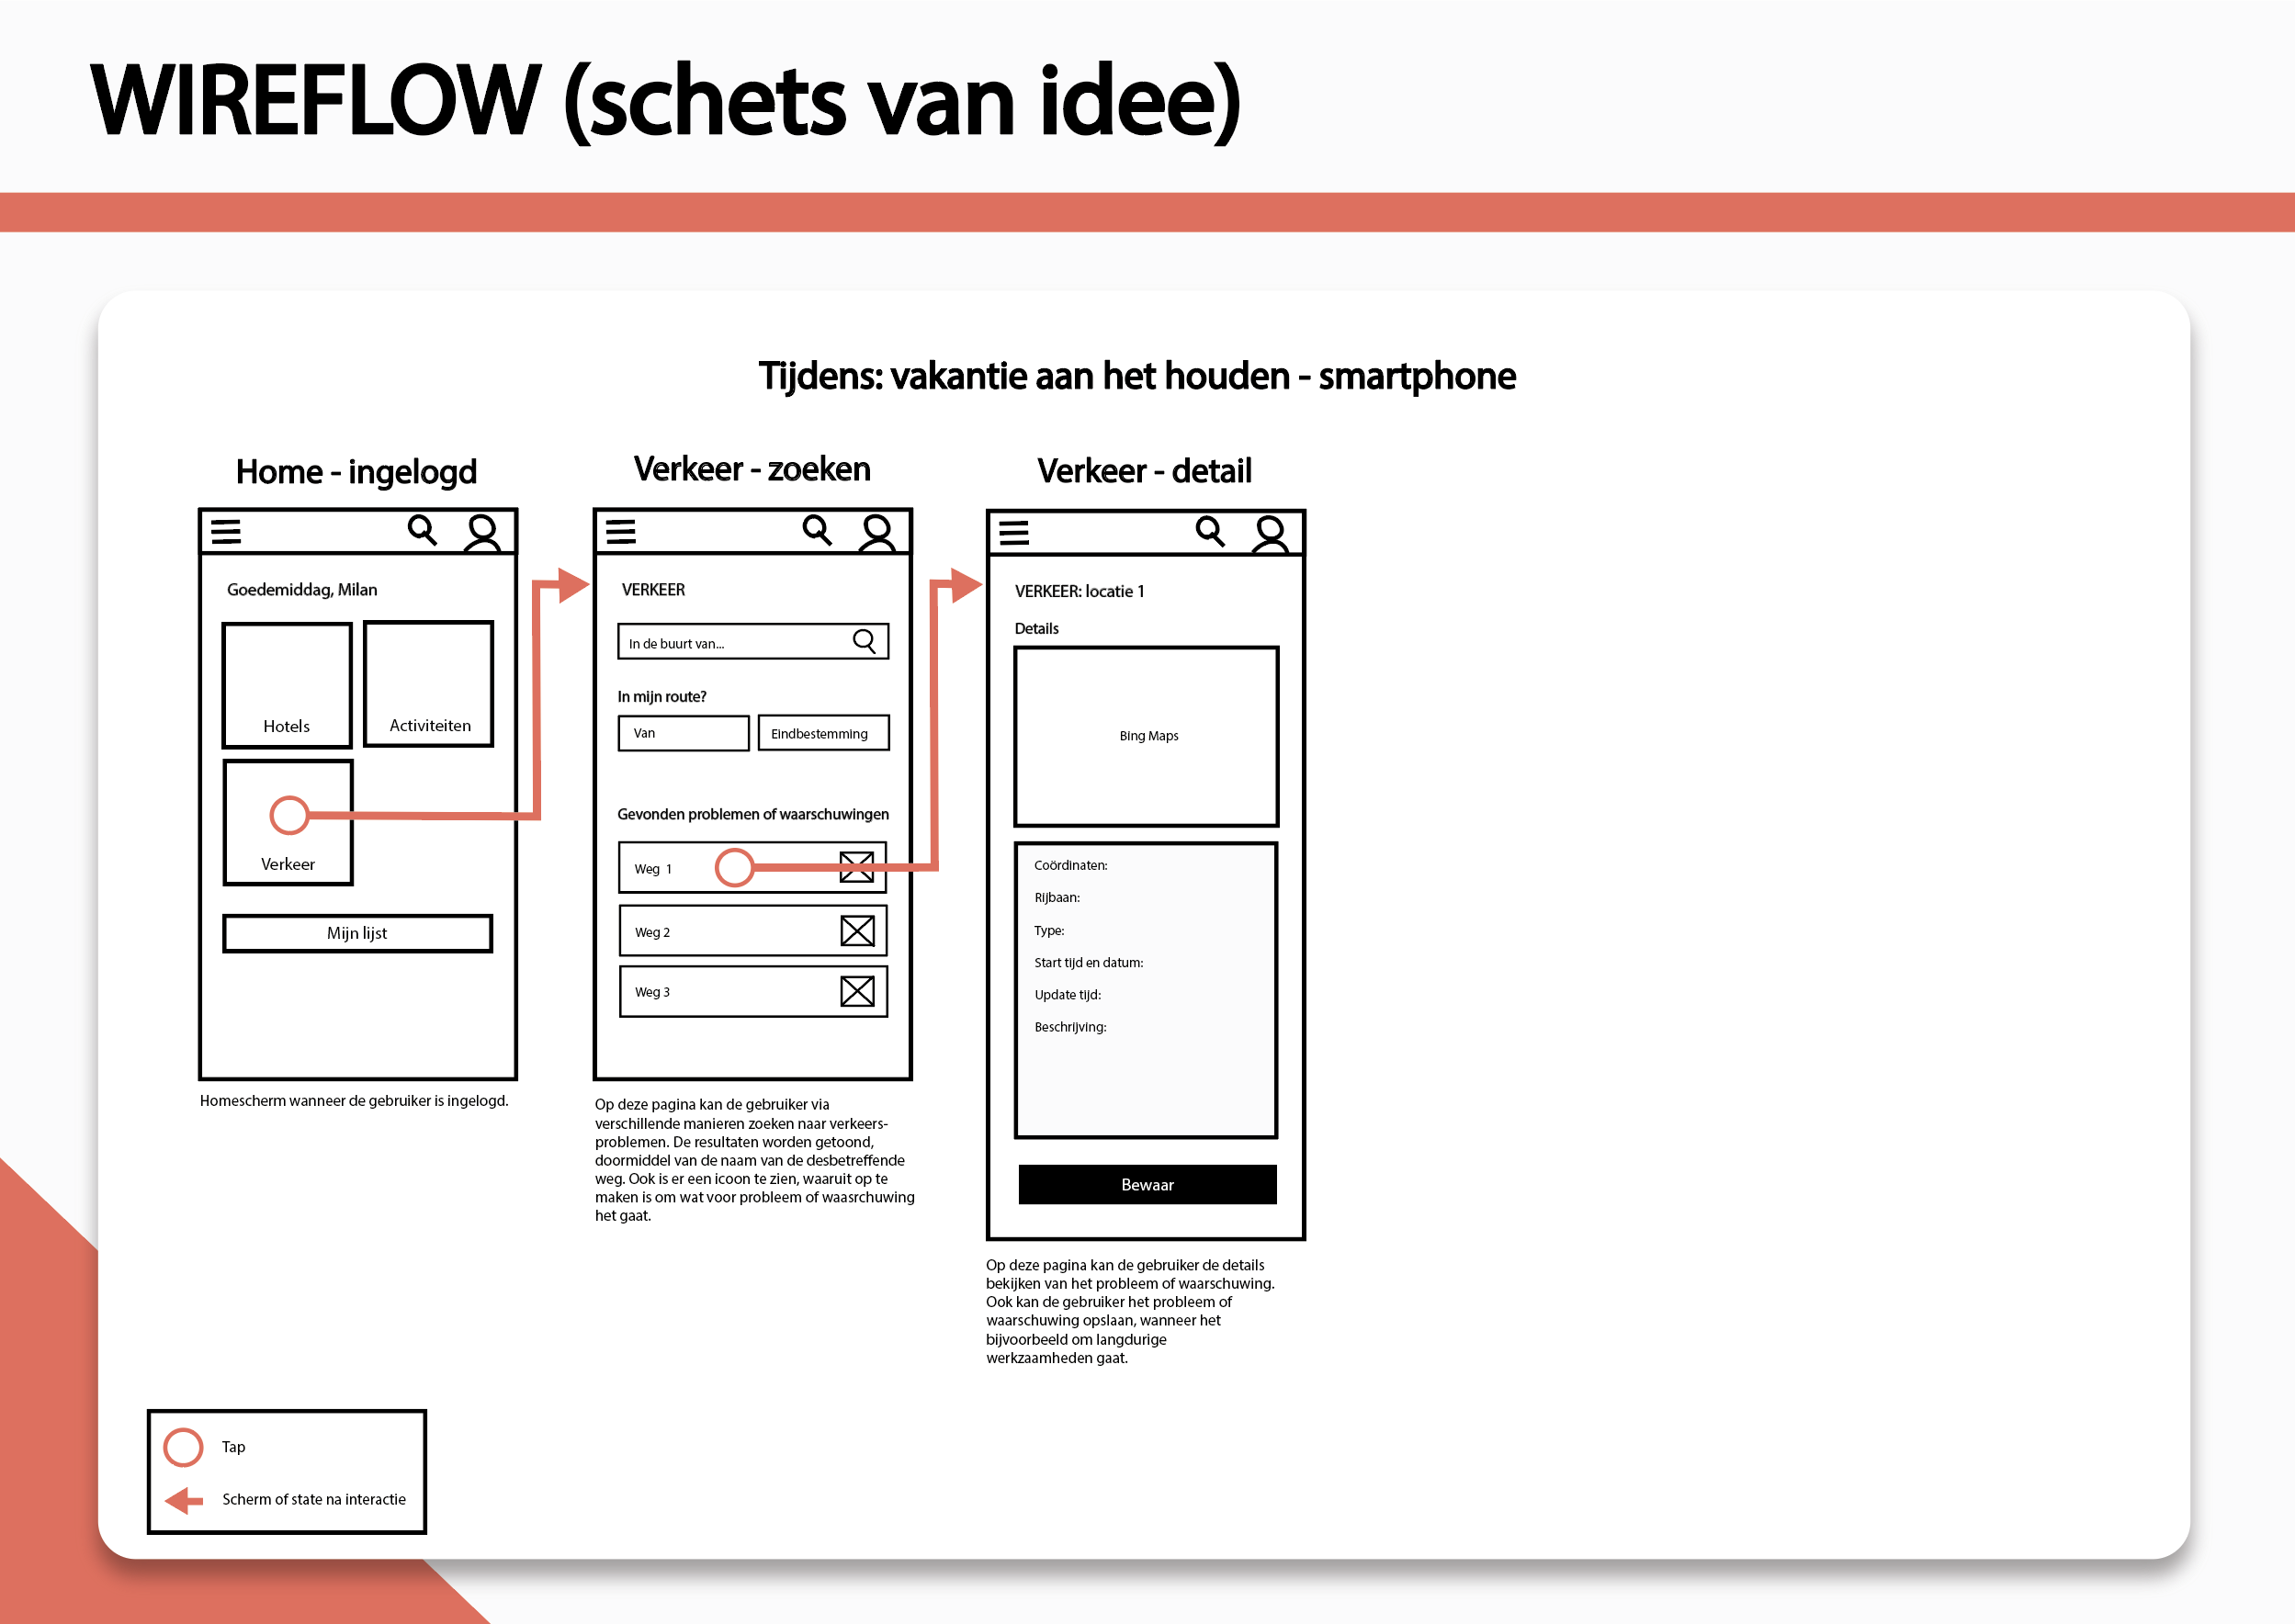 WIREFLOW (schets van idee)
Tijdens: vakantie aan het houden - smartphone
Home - ingelogd
Goedemiddag, Milan
Hotels
Activiteiten
Verkeer
Mijn lijst
Homescherm wanneer de gebruiker is ingelogd.
Verkeer - zoeken
VERKEER
In de buurt van...
In mijn route?
Van
Eindbestemming
Gevonden problemen of waarschuwingen
Weg 1
Weg 2
Weg 3
Op deze pagina kan de gebruiker via
verschillende manieren zoeken naar verkeers-
problemen. De resultaten worden getoond,
doormiddel van de naam van de desbetreffende
weg. Ook is er een icoon te zien, waaruit op te
maken is om wat voor probleem of waasrchuwing
het gaat.
Verkeer - detail
VERKEER: locatie 1
Details
Bing Maps
Coördinaten:
Rijbaan:
Type:
Start tijd en datum:
Update tijd:
Beschrijving:
Bewaar
Op deze pagina kan de gebruiker de details
bekijken van het probleem of waarschuwing.
Ook kan de gebruiker het probleem of
waarschuwing opslaan, wanneer het
bijvoorbeeld om langdurige
werkzaamheden gaat.
Tap
Scherm of state na interactie